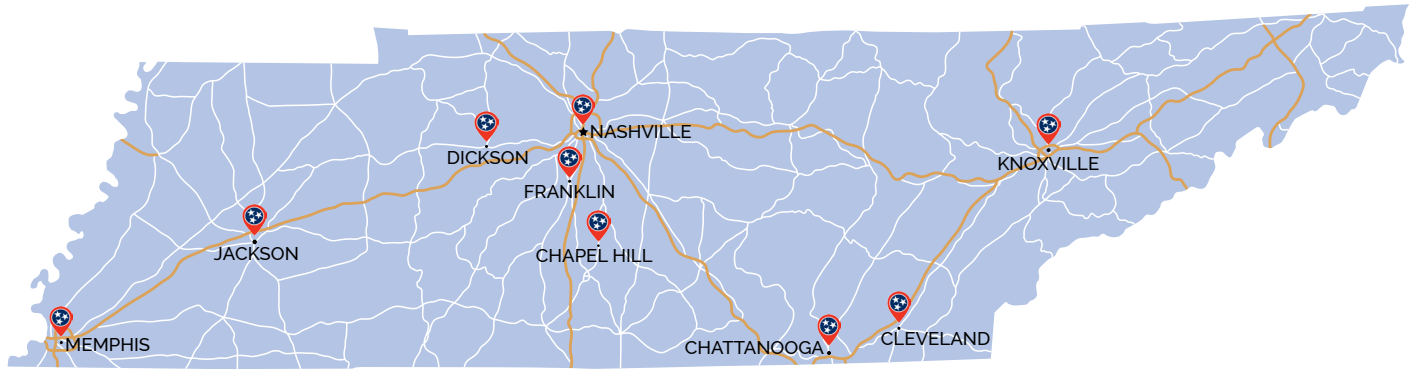 NASHVILLE
DICKSON
KNOXVILLE
FRANKLIN
JACKSON
CHAPEL HILL
CLEVELAND
MEMPHIS
CHATTANOOGA